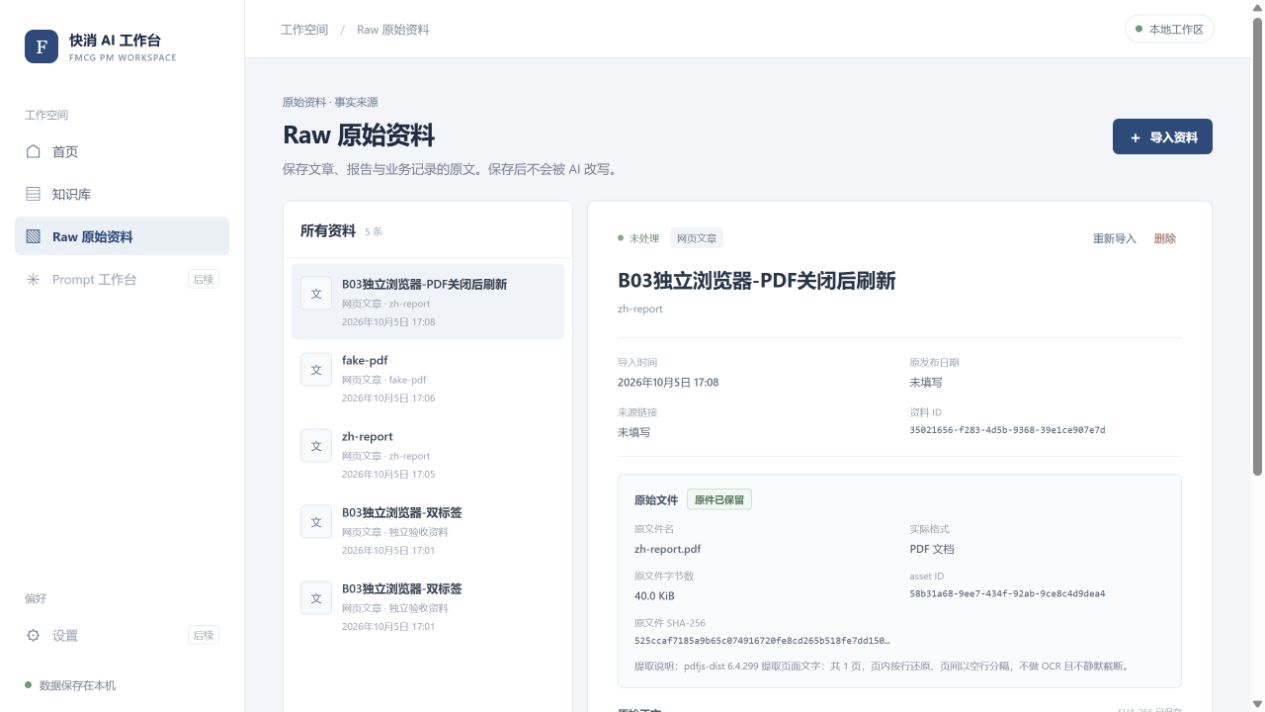 F
快消 AI 工作台
FMCG PM WORKSPACE
工作空间
首页
知识库
Raw 原始资料
Prompt 工作台 后续
偏好
设置 后续
数据保存在本机
工作空间 / Raw 原始资料
本地工作区
原始资料 · 事实来源
Raw 原始资料
保存文章、报告与业务记录的原文。保存后不会被 AI 改写。
+ 导入资料
所有资料 5 条
文
B03独立浏览器-PDF关闭后刷新
网页文章 · zh-report
2026年10月5日 17:08
文
fake-pdf
网页文章 · fake-pdf
2026年10月5日 17:06
文
zh-report
网页文章 · zh-report
2026年10月5日 17:05
文
B03独立浏览器-双标签
网页文章 · 独立验收资料
2026年10月5日 17:01
文
B03独立浏览器-双标签
网页文章 · 独立验收资料
2026年10月5日 17:01
未处理 网页文章
重新导入 删除
B03独立浏览器-PDF关闭后刷新
zh-report
导入时间
2026年10月5日 17:08
原发布日期
未填写
来源链接
未填写
资料 ID
35021656-f283-4d5b-9368-39e1ce907e7d
原始文件 原件已保留
原文件名
zh-report.pdf
实际格式
PDF 文档
原文件字节数
40.0 KiB
asset ID
58b31a68-9ee7-434f-92ab-9ce8c4d9dea4
原文件 SHA-256
525ccaf7185a9b65c074916720fe8cd265b518fe7dd150…
提取说明：pdfjs-dist 6.4.299 提取页面文字：共 1 页，页内按行还原、页间以空行分隔，不做 OCR 且不静默截断。